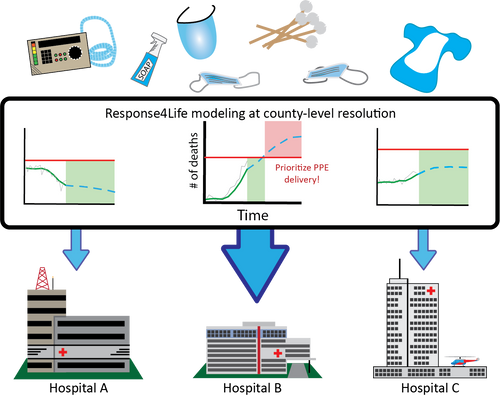 SOAP
Response4Life modeling at county-level resolution
# of deaths
Prioritize PPE
delivery!
Time
Hospital A
Hospital B
Hospital C